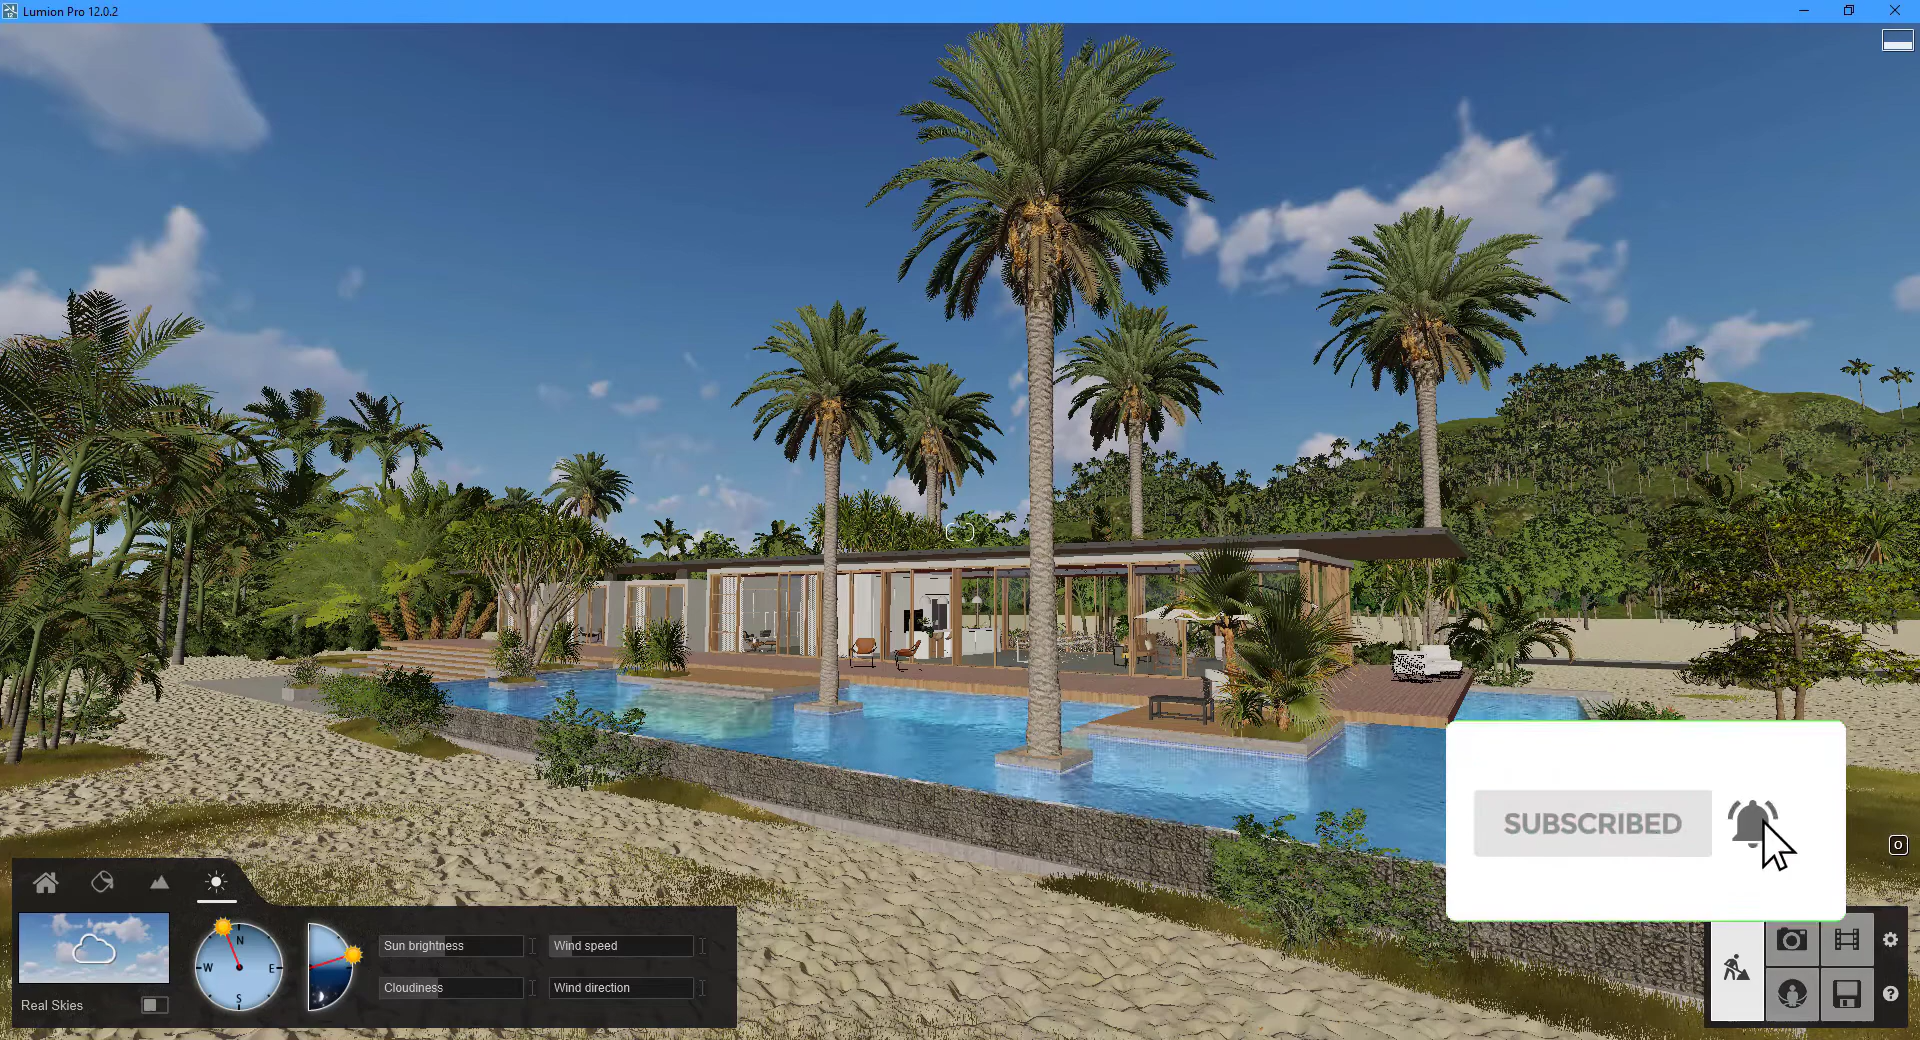 Lumion Pro 12.0.2
SUBSCRIBED
O
N
W
E
S
Sun brightness
Wind speed
Cloudiness
Wind direction
Real Skies
?